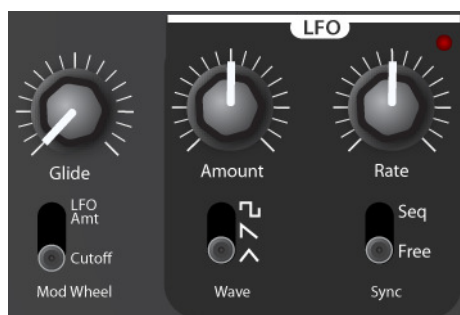 LFO
Glide
Amount
Rate
LFO
Amt
Cutoff
Seq
Free
Mod Wheel
Wave
Sync